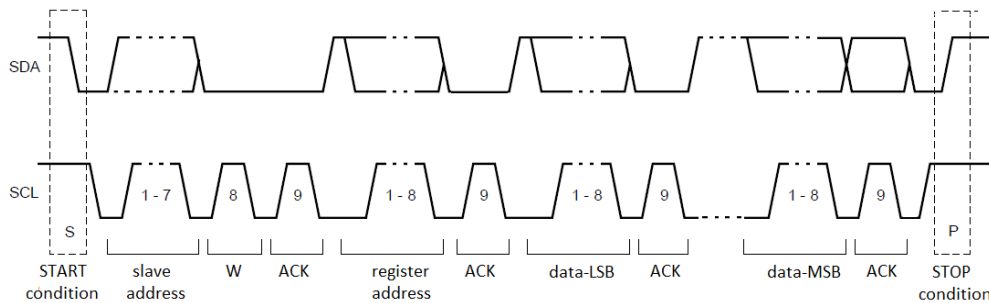 SDA
SCL
1 - 7
8
9
1 - 8
9
1 - 8
9
1 - 8
9
S
P
START
condition
slave
address
W
ACK
register
address
ACK
data-LSB
ACK
data-MSB
ACK
STOP
condition